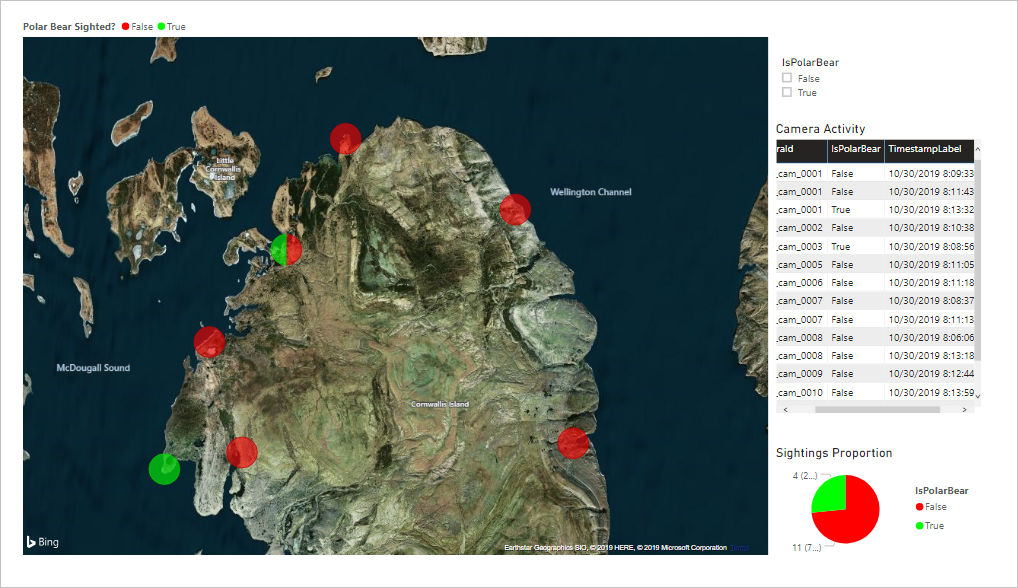 Polar Bear Sighted? False True
Little
Cornwallis
Island
Wellington Channel
McDougall Sound
Cornwallis Island
Bing
Earthstar Geographics SIO, © 2019 HERE, © 2019 Microsoft Corporation Terms
IsPolarBear
False
True
Camera Activity
raId IsPolarBear TimestampLabel
_cam_0001 False 10/30/2019 8:09:33
_cam_0001 False 10/30/2019 8:11:43
_cam_0001 True 10/30/2019 8:13:32
_cam_0002 False 10/30/2019 8:10:38
_cam_0003 True 10/30/2019 8:08:56
_cam_0005 False 10/30/2019 8:11:05
_cam_0006 False 10/30/2019 8:11:18
_cam_0007 False 10/30/2019 8:08:37
_cam_0007 False 10/30/2019 8:11:13
_cam_0008 False 10/30/2019 8:06:06
_cam_0008 False 10/30/2019 8:13:18
_cam_0009 False 10/30/2019 8:12:44
_cam_0010 False 10/30/2019 8:13:59
Sightings Proportion
4 (2...)
11 (7...)
IsPolarBear
False
True